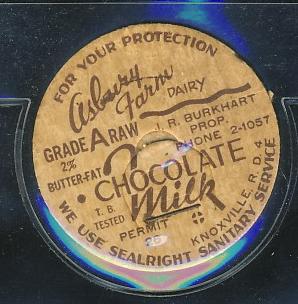 FOR YOUR PROTECTION
Asbury
Farm
DAIRY
R. BURKHART
PROP.
PHONE 2-1057
GRADE A RAW
2%
BUTTER-FAT
CHOCOLATE
Milk
T. B.
TESTED
PERMIT
25
KNOXVILLE, R.D.4
WE USE SEALRIGHT SANITARY SERVICE